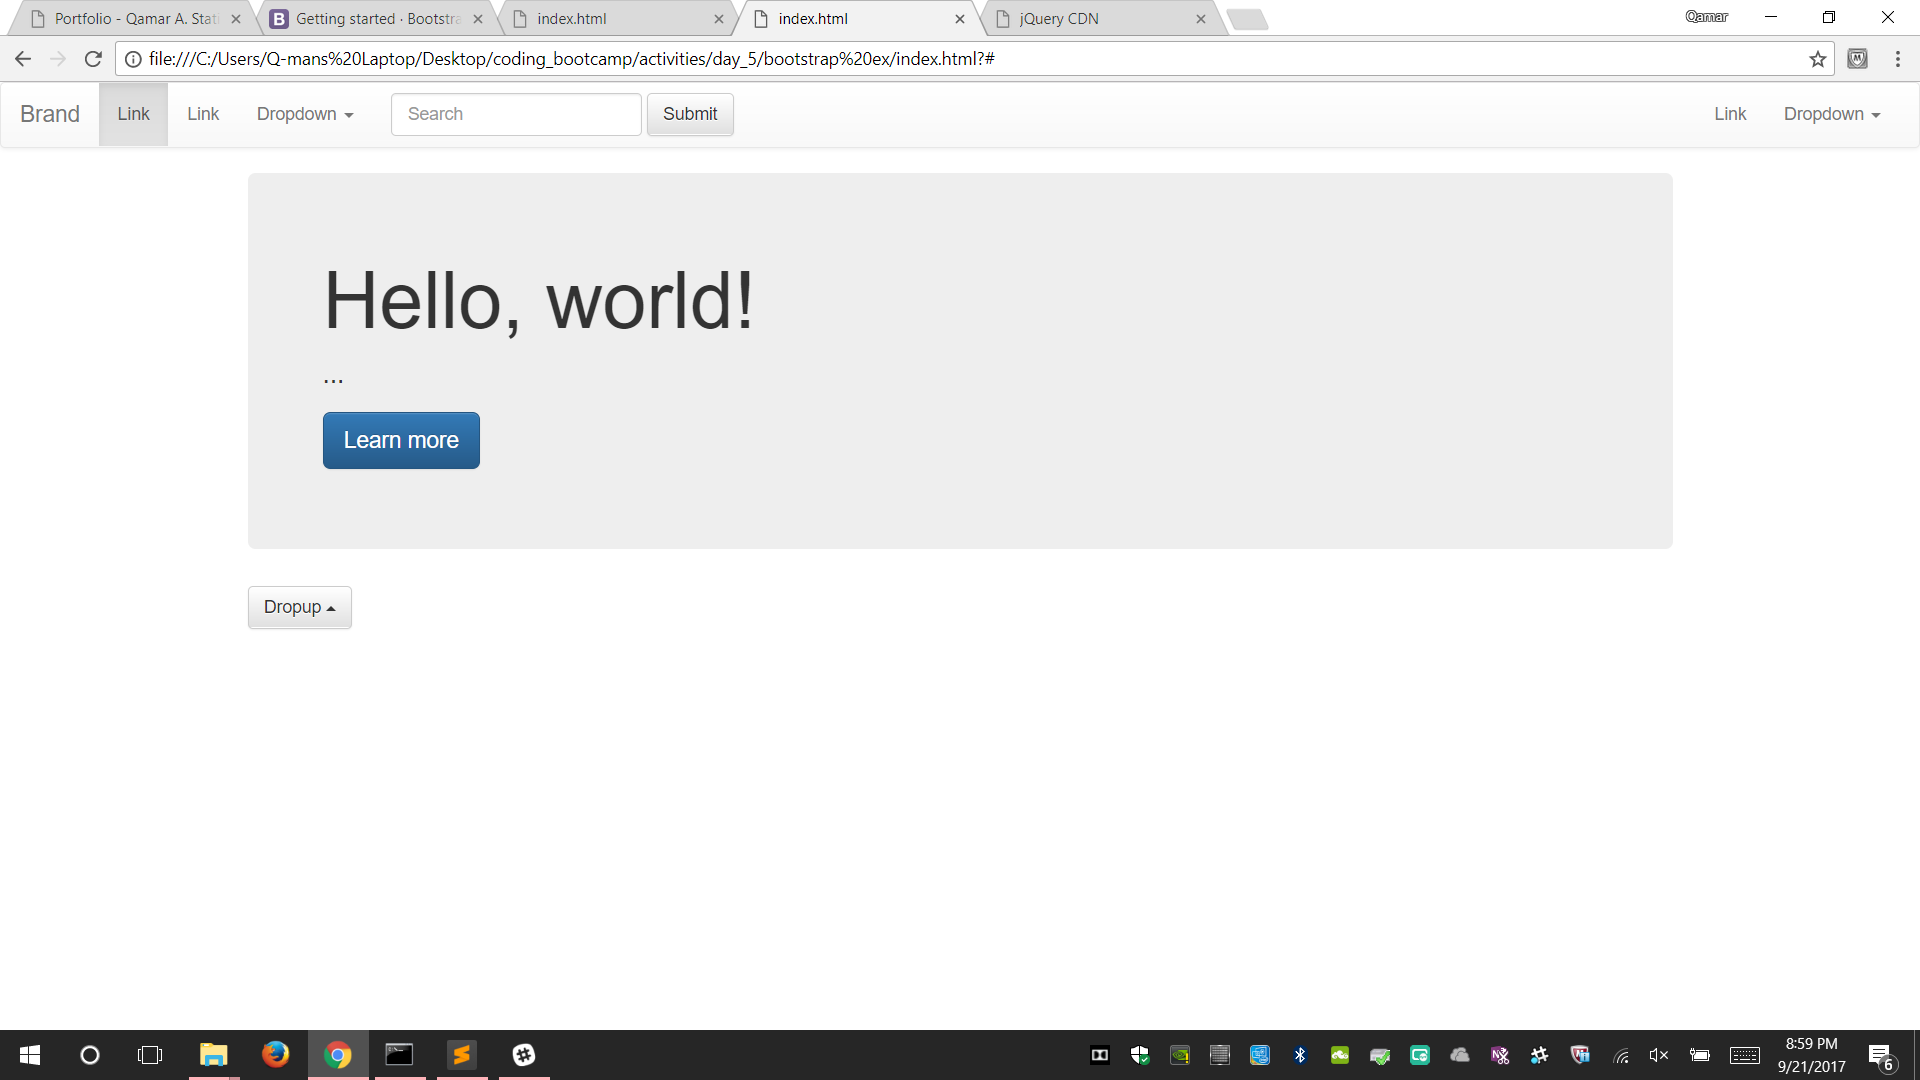 Portfolio - Qamar A. Stat
Getting started · Bootstra
index.html
index.html
jQuery CDN
Qamar
file:///C:/Users/Q-mans%20Laptop/Desktop/coding_bootcamp/activities/day_5/bootstrap%20ex/index.html?#
Brand Link Link Dropdown Search Submit Link Dropdown
Hello, world!
...
Learn more
Dropup
8:59 PM
9/21/2017
6